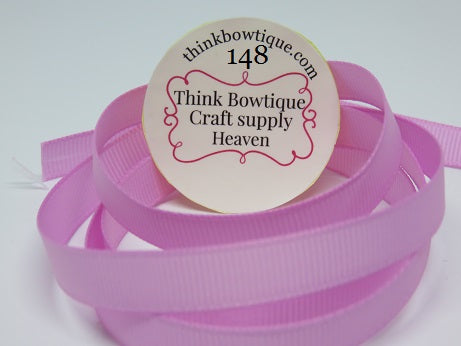 thinkbowtique.com
148
Think Bowtique
Craft supply
Heaven